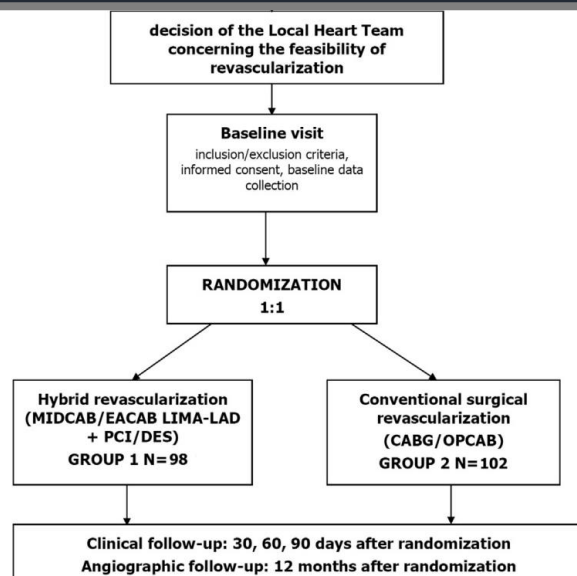 decision of the Local Heart Team
concerning the feasibility of
revascularization
Baseline visit
inclusion/exclusion criteria,
informed consent, baseline data
collection
RANDOMIZATION
1:1
Hybrid revascularization
(MIDCAB/EACAB LIMA-LAD
+ PCI/DES)
GROUP 1 N=98
Conventional surgical
revascularization
(CABG/OPCAB)
GROUP 2 N=102
Clinical follow-up: 30, 60, 90 days after randomization
Angiographic follow-up: 12 months after randomization